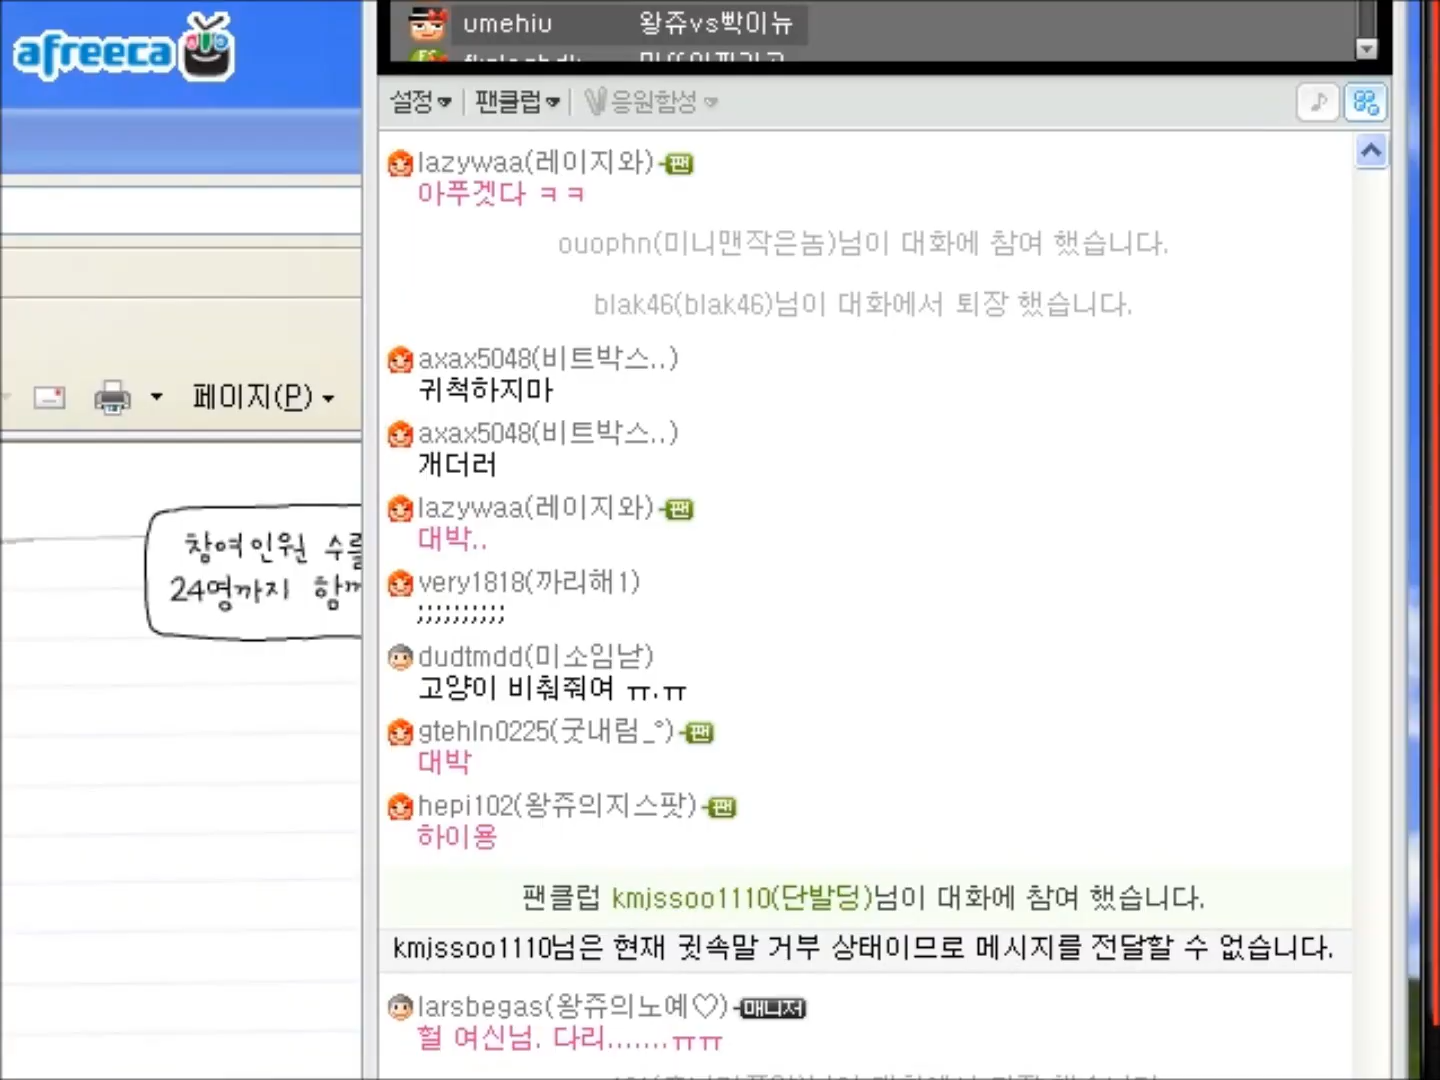 afreeca
umehiu 왕쥬vs빡이뉴
설정 팬클럽 응원함성
lazywaa(레이지와) 팬
아푸겟다 ㅋㅋ
ouophn(미니맨작은놈)님이 대화에 참여 했습니다.
blak46(blak46)님이 대화에서 퇴장 했습니다.
axax5048(비트박스..)
귀척하지마
axax5048(비트박스..)
개더러
페이지(P)
lazywaa(레이지와) 팬
대박..
참여인원 수를
24명까지
very1818(까리해1)
;;;;;;;;;;
dudtmdd(미소임낟)
고양이 비춰줘여 ㅠ.ㅠ
gtehln0225(굿내럼_°) 팬
대박
hepi102(왕쥬의지스팟) 팬
하이용
팬클럽 kmjssoo1110(단발덩)님이 대화에 참여 했습니다.
kmjssoo1110님은 현재 귓속말 거부 상태이므로 메시지를 전달할 수 없습니다.
larsbegas(왕쥬의노예♡) 매니저
헐 여신님. 다리.......ㅠㅠ